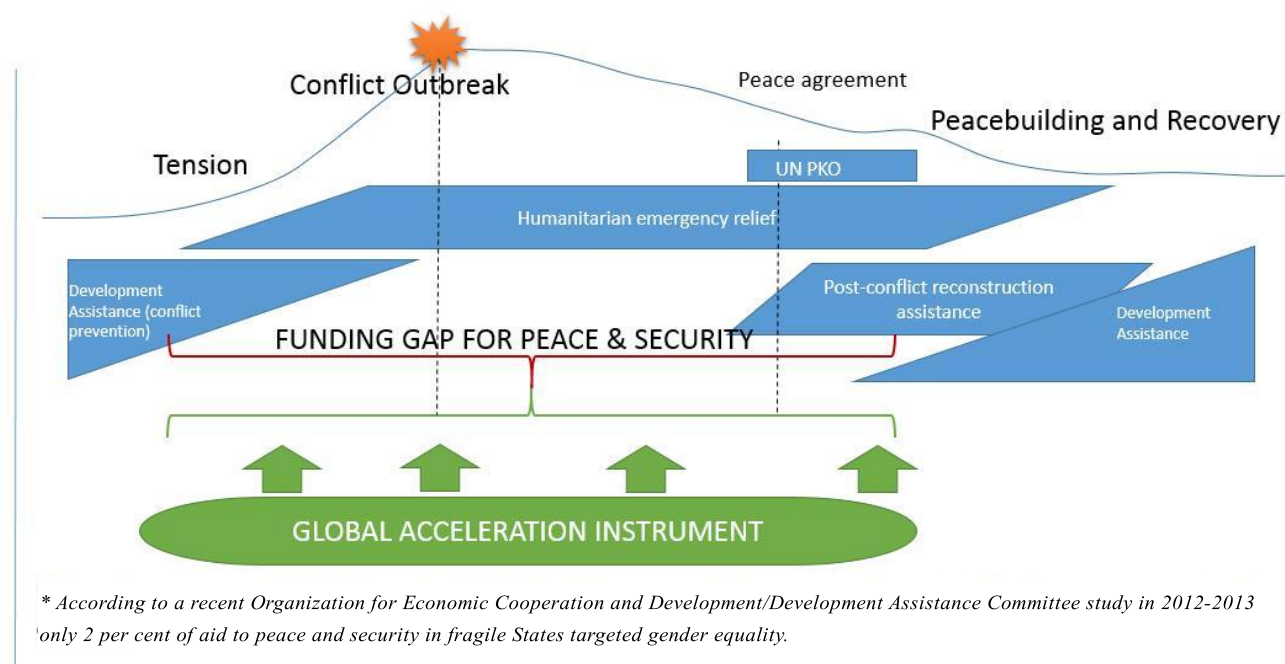 Conflict Outbreak
Peace agreement
Peacebuilding and Recovery
Tension
UN PKO
Humanitarian emergency relief
Development
Assistance (conflict
prevention)
Post-conflict reconstruction
assistance
Development
Assistance
FUNDING GAP FOR PEACE & SECURITY
GLOBAL ACCELERATION INSTRUMENT
* According to a recent Organization for Economic Cooperation and Development/Development Assistance Committee study in 2012-2013
only 2 per cent of aid to peace and security in fragile States targeted gender equality.